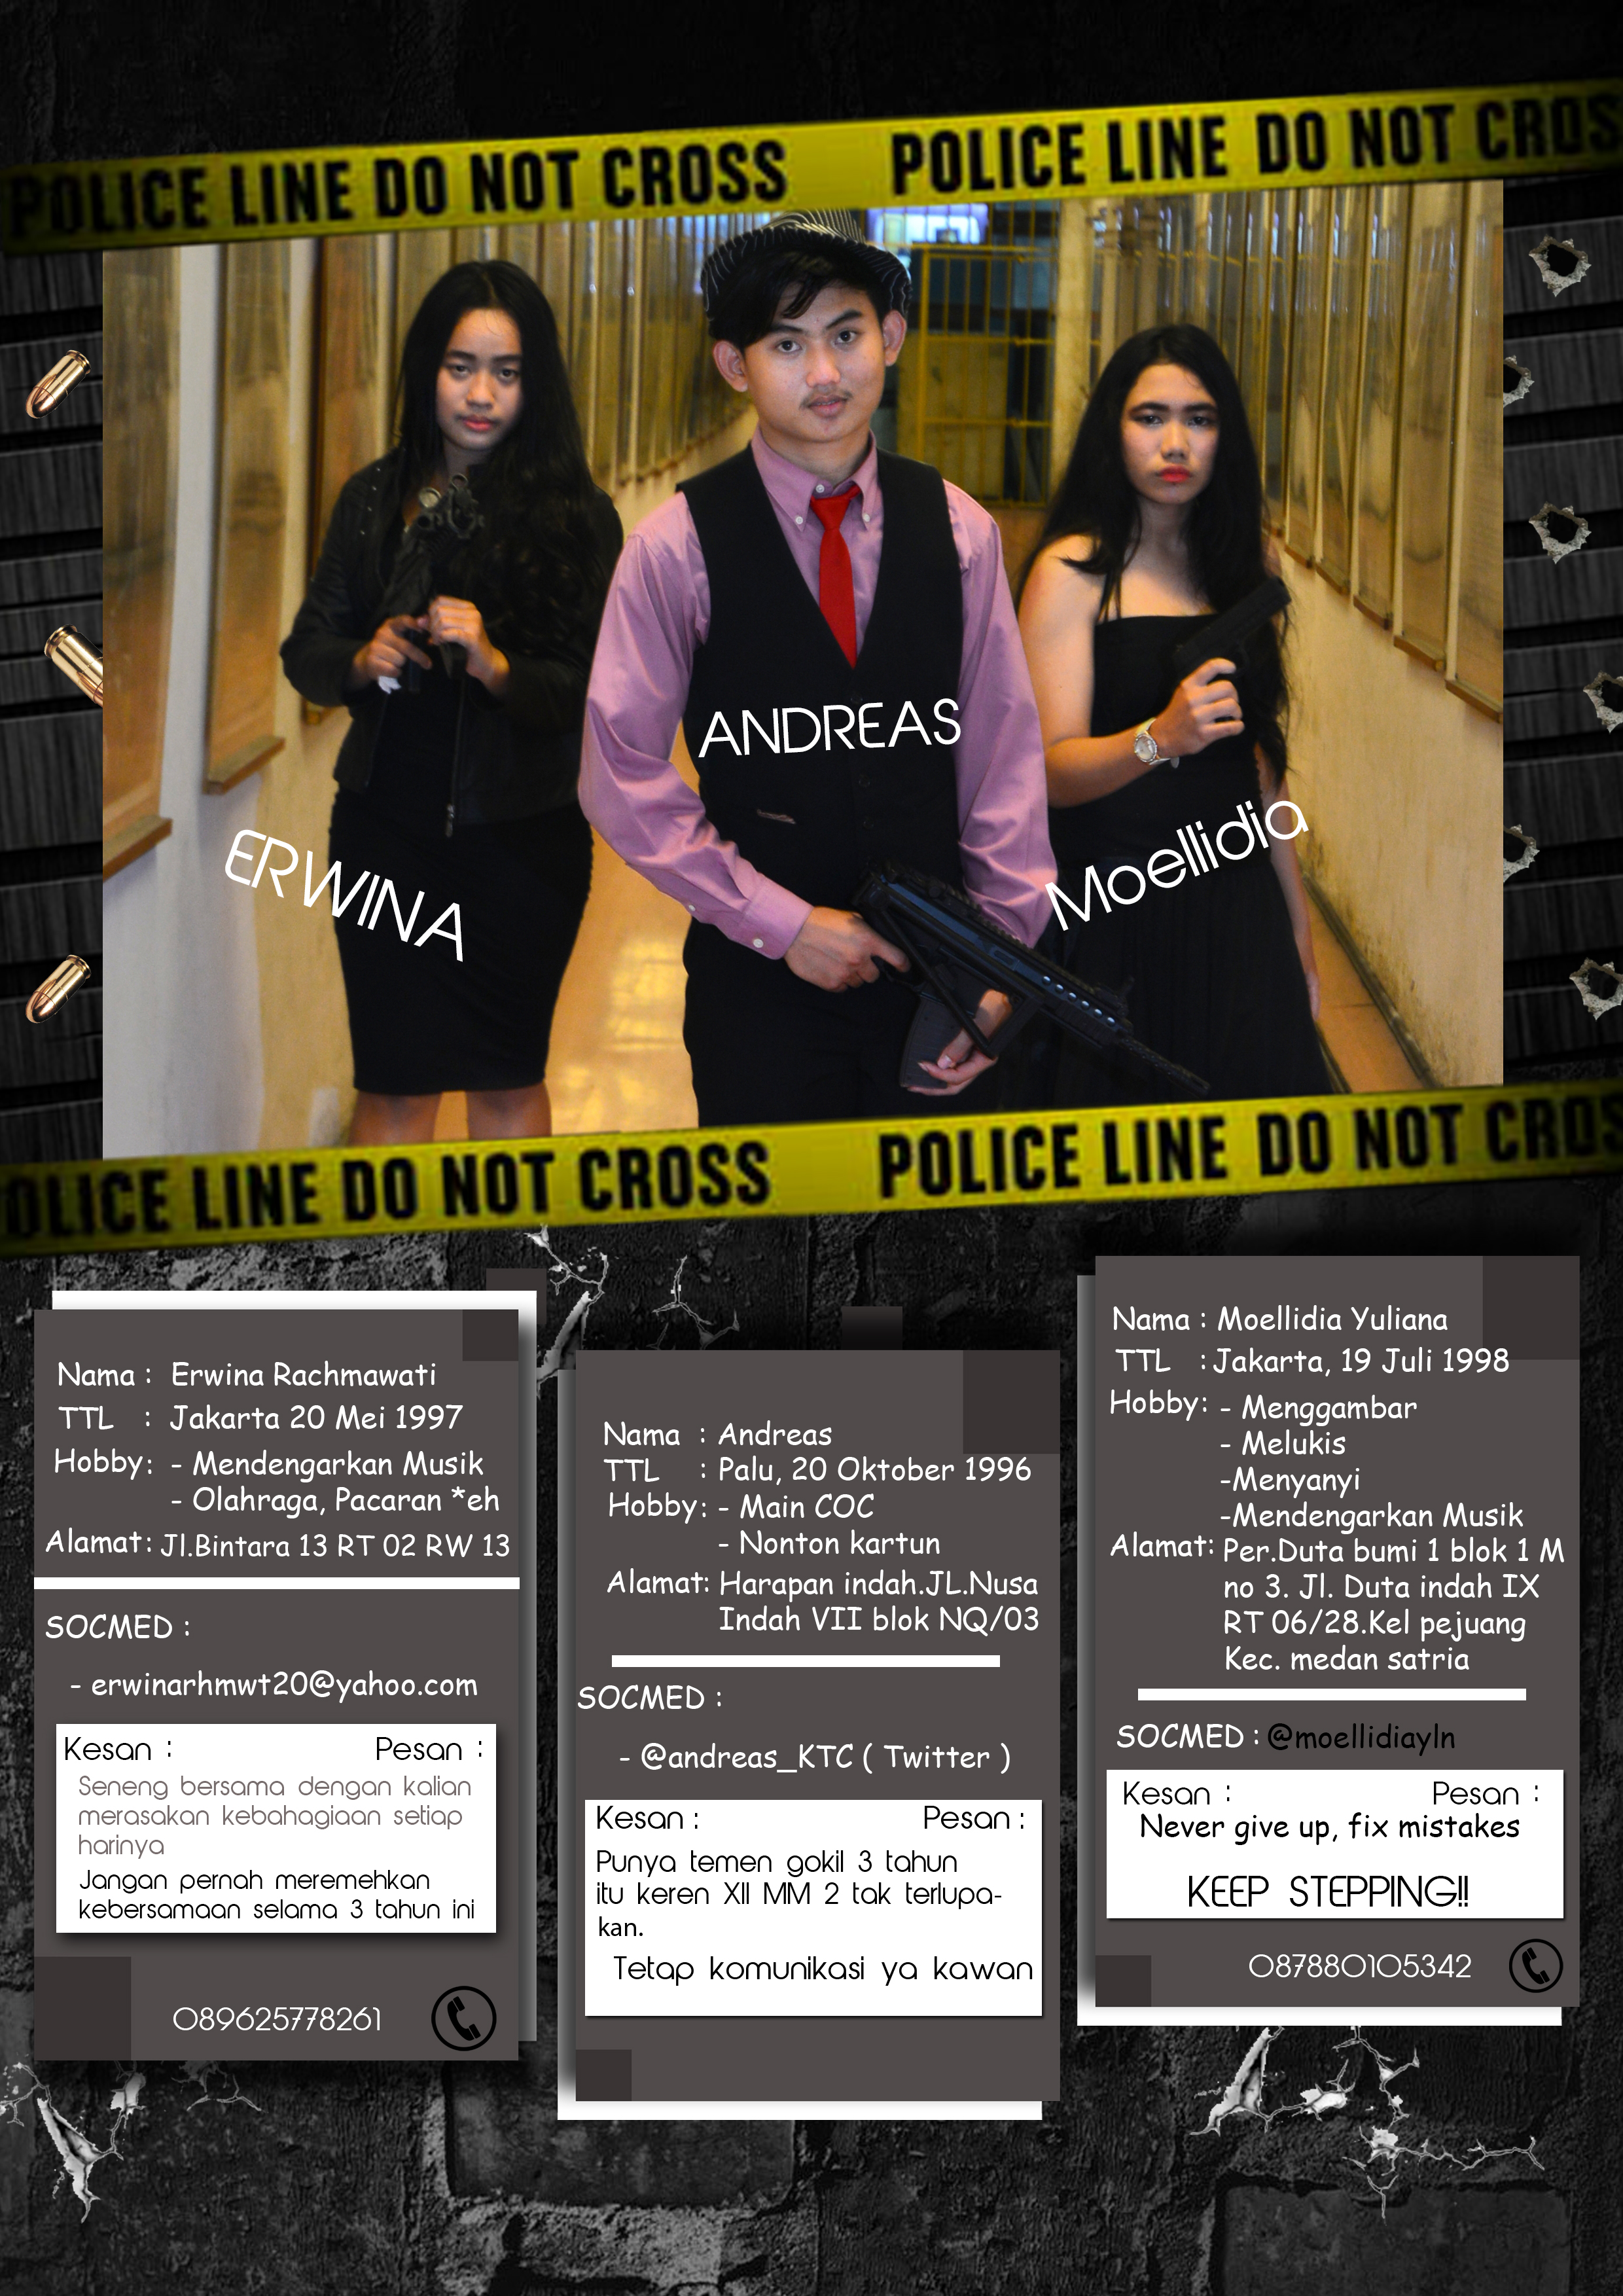 POLICE LINE DO NOT CROSS POLICE LINE DO NOT CROS
ANDREAS
Moellidia
ERWINA
OLICE LINE DO NOT CROSS POLICE LINE DO NOT CROS
Nama : Erwina Rachmawati
TTL : Jakarta 20 Mei 1997
Hobby: - Mendengarkan Musik
- Olahraga, Pacaran *eh
Alamat: Jl.Bintara 13 RT 02 RW 13
SOCMED :
- erwinarhmwt20@yahoo.com
Kesan : Pesan :
Seneng bersama dengan kalian
merasakan kebahagiaan setiap
harinya
Jangan pernah meremehkan
kebersamaan selama 3 tahun ini
089625778261
Nama : Andreas
TTL : Palu, 20 Oktober 1996
Hobby: - Main COC
- Nonton kartun
Alamat: Harapan indah.JL.Nusa
Indah VII blok NQ/03
SOCMED :
- @andreas_KTC ( Twitter )
Kesan : Pesan :
Punya temen gokil 3 tahun
itu keren XII MM 2 tak terlupa-
kan.
Tetap komunikasi ya kawan
Nama : Moellidia Yuliana
TTL : Jakarta, 19 Juli 1998
Hobby: - Menggambar
- Melukis
-Menyanyi
-Mendengarkan Musik
Alamat: Per.Duta bumi 1 blok 1 M
no 3. Jl. Duta indah IX
RT 06/28.Kel pejuang
Kec. medan satria
SOCMED : @moellidiayln
Kesan : Pesan :
Never give up, fix mistakes
KEEP STEPPING!!
087880105342